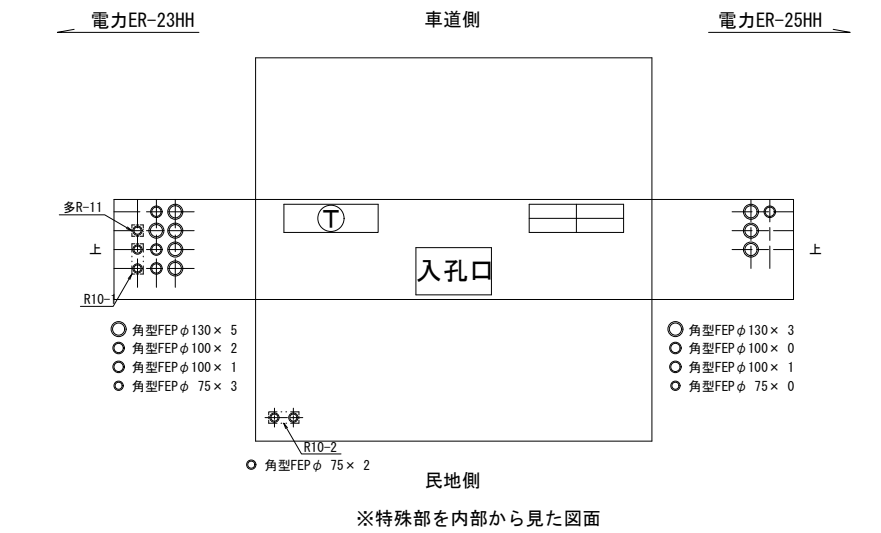 電力ER-23HH
車道側
電力ER-25HH
多R-11
T
上
上
入孔口
R10-1
角型FEPφ130× 5
角型FEPφ100× 2
角型FEPφ100× 1
角型FEPφ 75× 3
角型FEPφ130× 3
角型FEPφ100× 0
角型FEPφ100× 1
角型FEPφ 75× 0
R10-2
角型FEPφ 75× 2
民地側
※特殊部を内部から見た図面